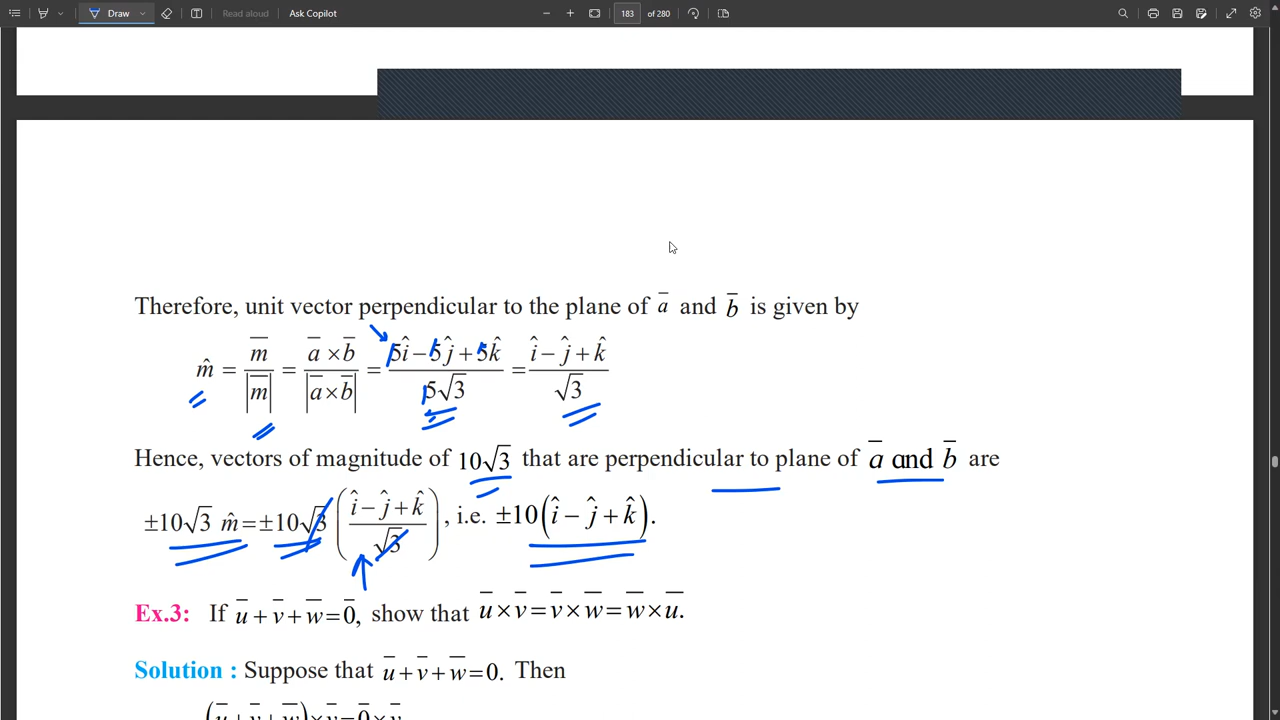 Draw Read aloud Ask Copilot 183 of 280
Therefore, unit vector perpendicular to the plane of a̅ and b̅ is given by
m̂ = m̅/|m̅| = (a̅ × b̅)/|a̅ × b̅| = (5î − 5ĵ + 5k̂)/(5√3) = (î − ĵ + k̂)/√3
Hence, vectors of magnitude of 10√3 that are perpendicular to plane of a̅ and b̅ are
±10√3 m̂ = ±10√3 ((î − ĵ + k̂)/√3), i.e. ±10(î − ĵ + k̂).
Ex.3: If u̅ + v̅ + w̅ = 0̅, show that u̅ × v̅ = v̅ × w̅ = w̅ × u̅.
Solution : Suppose that u̅ + v̅ + w̅ = 0. Then
(u̅ + v̅ + w̅) × v̅ = 0̅ × v̅